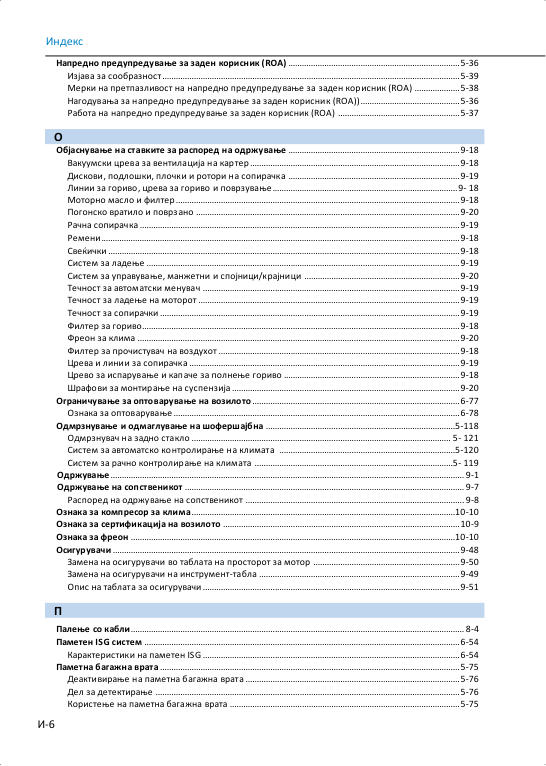 Индекс
Напредно предупредување за заден корисник (ROA) 5-36
Изјава за сообразност 5-39
Мерки на претпазливост на напредно предупредување за заден корисник (ROA) 5-38
Нагодувања за напредно предупредување за заден корисник (ROA)) 5-36
Работа на напредно предупредување за заден корисник (ROA) 5-37
О
Објаснување на ставките за распоред на одржување 9-18
Вакуумски црева за вентилација на картер 9-18
Дискови, подлошки, плочки и ротори на сопирачка 9-19
Линии за гориво, црева за гориво и поврзување 9- 18
Моторно масло и филтер 9-18
Погонско вратило и поврзано 9-20
Рачна сопирачка 9-19
Ремени 9-18
Свеќички 9-18
Систем за ладење 9-19
Систем за управување, манжетни и спојници/крајници 9-20
Течност за автоматски менувач 9-19
Течност за ладење на моторот 9-19
Течност за сопирачки 9-19
Филтер за гориво 9-18
Фреон за клима 9-20
Филтер за прочистувач на воздухот 9-18
Црева и линии за сопирачка 9-19
Црево за испарување и капаче за полнење гориво 9-18
Шрафови за монтирање на суспензија 9-20
Ограничување за оптоварување на возилото 6-77
Ознака за оптоварување 6-78
Одмрзнување и одмаглување на шофершајбна 5-118
Одмрзнувач на задно стакло 5- 121
Систем за автоматско контролирање на климата 5-120
Систем за рачно контролирање на климата 5- 119
Одржување 9-1
Одржување на сопственикот 9-7
Распоред на одржување на сопственикот 9-8
Ознака за компресор за клима 10-10
Ознака за сертификација на возилото 10-9
Ознака за фреон 10-10
Осигурувачи 9-48
Замена на осигурувачи во таблата на просторот за мотор 9-50
Замена на осигурувачи на инструмент-табла 9-49
Опис на таблата за осигурувачи 9-51
П
Палење со кабли 8-4
Паметен ISG систем 6-54
Карактеристики на паметен ISG 6-54
Паметна багажна врата 5-75
Деактивирање на паметна багажна врата 5-76
Дел за детектирање 5-76
Користење на паметна багажна врата 5-75
И-6